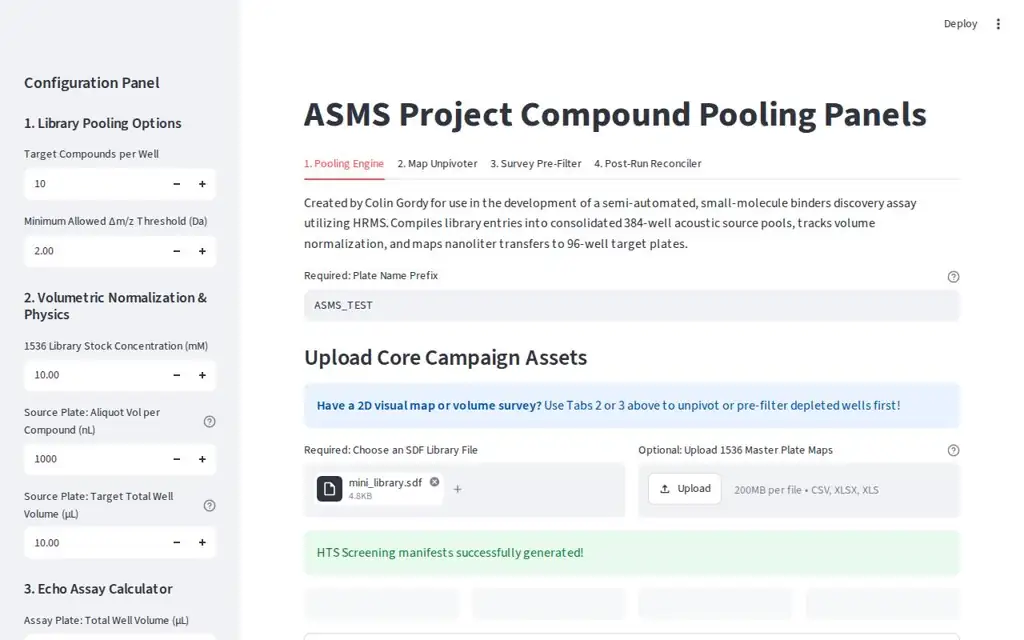 Deploy
Configuration Panel
1. Library Pooling Options
Target Compounds per Well
10
Minimum Allowed Δm/z Threshold (Da)
2.00
2. Volumetric Normalization &
Physics
1536 Library Stock Concentration (mM)
10.00
Source Plate: Aliquot Vol per
Compound (nL)
1000
Source Plate: Target Total Well
Volume (µL)
10.00
3. Echo Assay Calculator
Assay Plate: Total Well Volume (µL)
ASMS Project Compound Pooling Panels
1. Pooling Engine
2. Map Unpivoter
3. Survey Pre-Filter
4. Post-Run Reconciler
Created by Colin Gordy for use in the development of a semi-automated, small-molecule binders discovery assay
utilizing HRMS. Compiles library entries into consolidated 384-well acoustic source pools, tracks volume
normalization, and maps nanoliter transfers to 96-well target plates.
Required: Plate Name Prefix
ASMS_TEST
Upload Core Campaign Assets
Have a 2D visual map or volume survey? Use Tabs 2 or 3 above to unpivot or pre-filter depleted wells first!
Required: Choose an SDF Library File
mini_library.sdf
4.8KB
Optional: Upload 1536 Master Plate Maps
Upload
200MB per file • CSV, XLSX, XLS
HTS Screening manifests successfully generated!